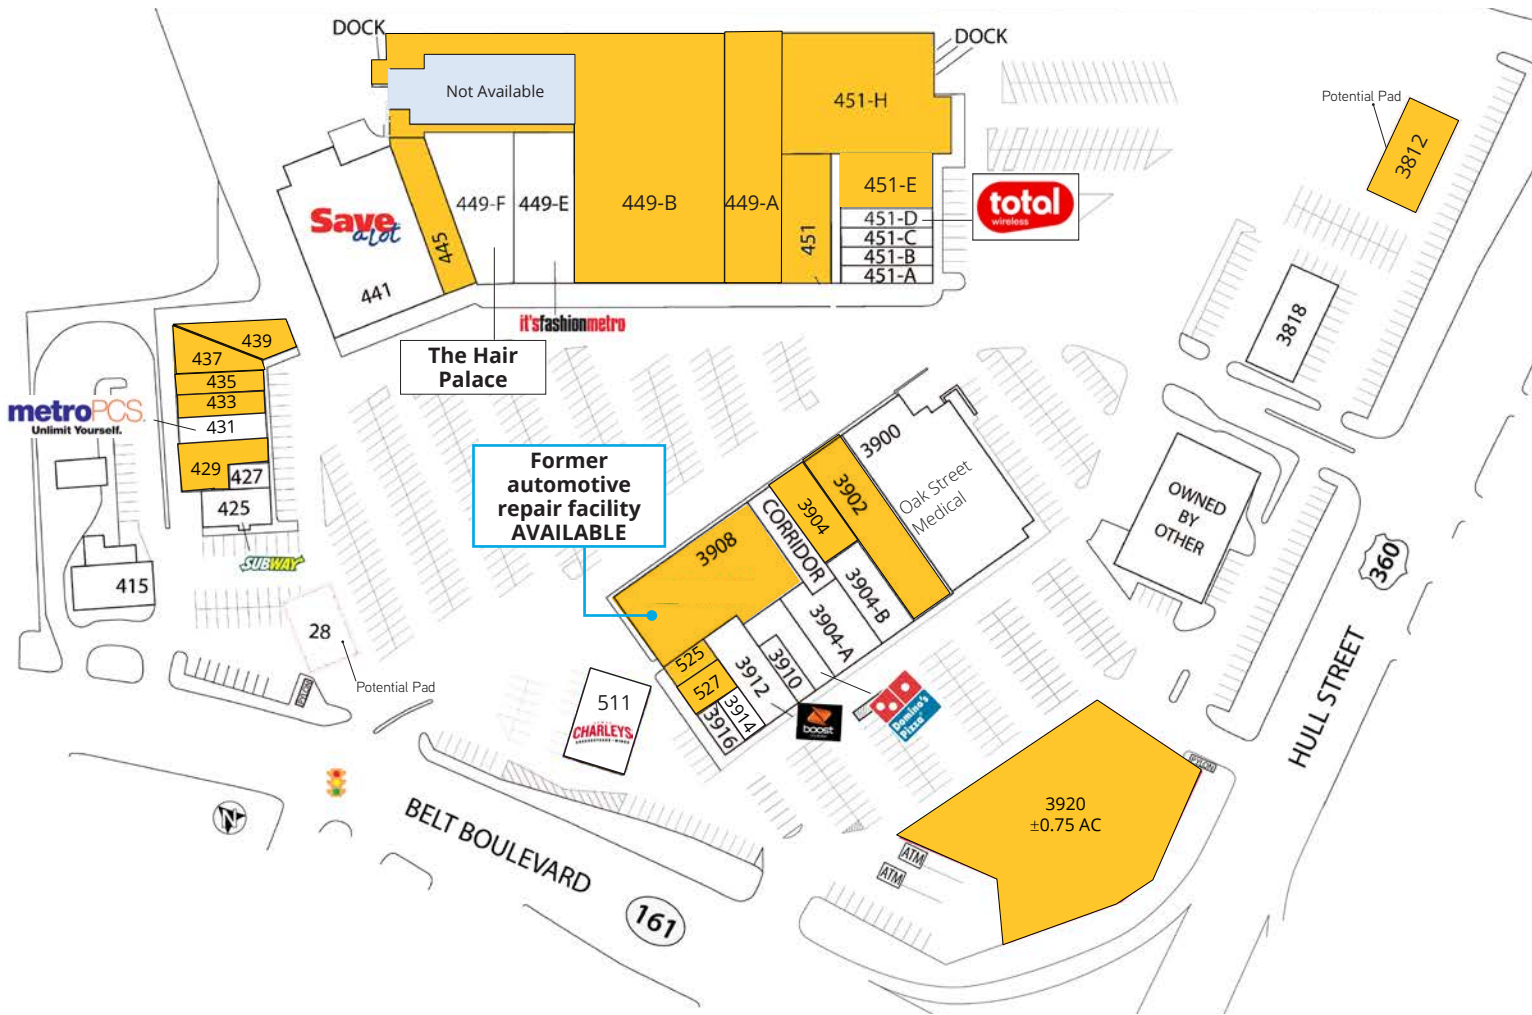 DOCK
DOCK
Not Available
451-H
Potential Pad
3812
449-F
449-E
449-B
449-A
451-E
451
451-D
451-C
451-B
451-A
total
wireless
Save
a Lot
445
441
it'sfashionmetro
The Hair
Palace
3818
439
437
435
433
431
429
427
425
metroPCS.
Unlimit Yourself.
SUBWAY
415
28
Potential Pad
PYLON
Former
automotive
repair facility
AVAILABLE
3900
Oak Street
Medical
3902
3904
CORRIDOR
3908
3904-B
3904-A
3910
3912
3914
3916
525
527
511
CHARLEYS
boost
Domino's
Pizza
OWNED
BY
OTHER
360
HULL STREET
PYLON
3920
±0.75 AC
ATM
ATM
N
BELT BOULEVARD
161